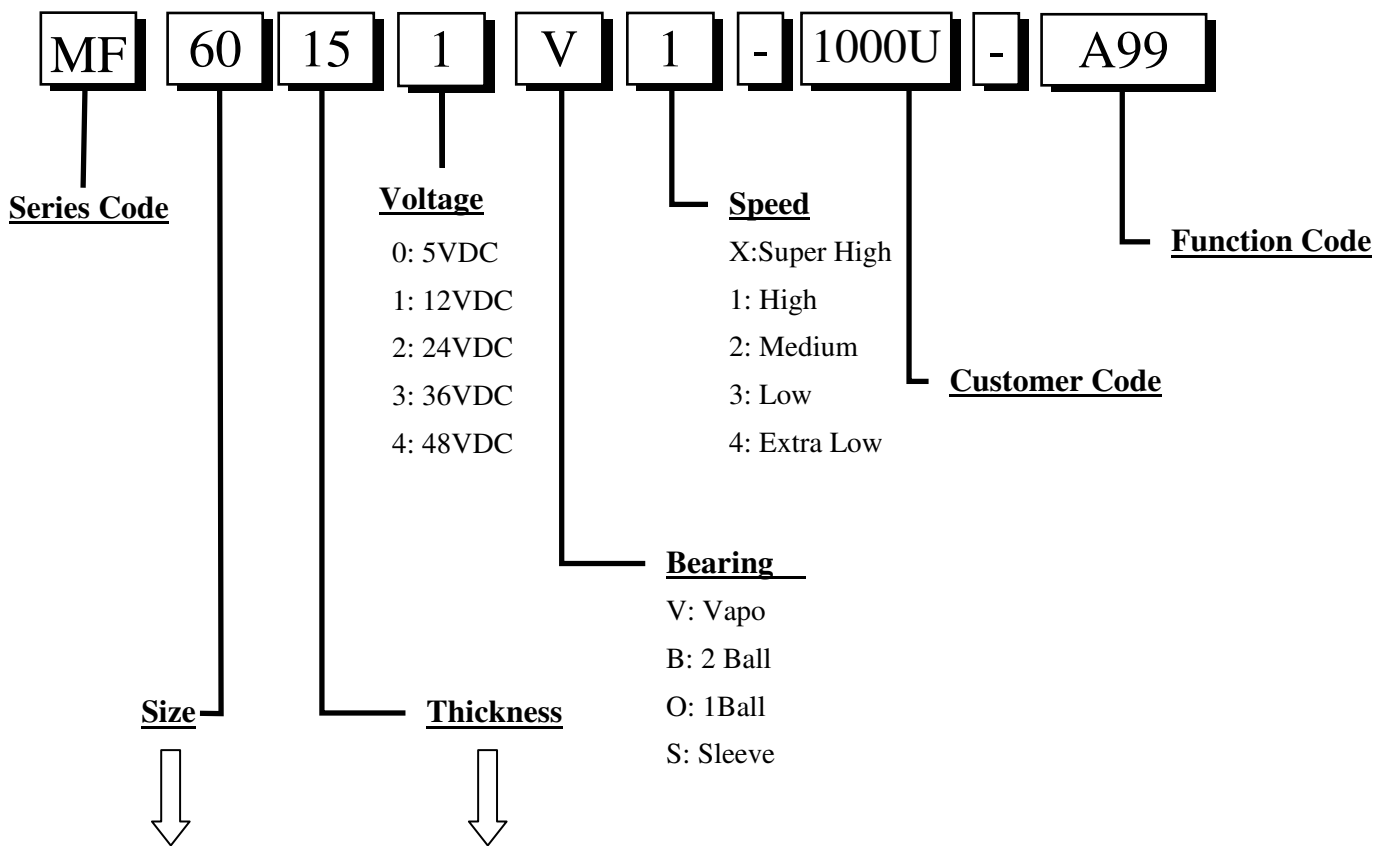 MF 60 15 1 V 1 - 1000U - A99
Series Code
Voltage
0: 5VDC
1: 12VDC
2: 24VDC
3: 36VDC
4: 48VDC
Speed
X:Super High
1: High
2: Medium
3: Low
4: Extra Low
Function Code
Customer Code
Bearing
V: Vapo
B: 2 Ball
O: 1Ball
S: Sleeve
Size
Thickness